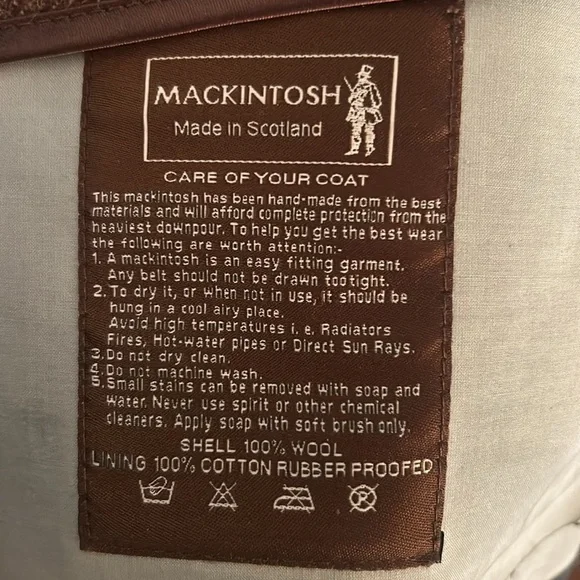 MACKINTOSH
Made in Scotland
CARE OF YOUR COAT
This mackintosh has been hand-made from the best
materials and will afford complete protection from the
heaviest downpour. To help you get the best wear
the following are worth attention:-
1. A mackintosh is an easy fitting garment.
Any belt should not be drawn too tight.
2. To dry it, or when not in use, it should be
hung in a cool airy place.
Avoid high temperatures i. e. Radiators
Fires, Hot-water pipes or Direct Sun Rays.
3. Do not dry clean.
4. Do not machine wash.
5. Small stains can be removed with soap and
water. Never use spirit or other chemical
cleaners. Apply soap with soft brush only.
SHELL 100% WOOL
LINING 100% COTTON RUBBER PROOFED
P